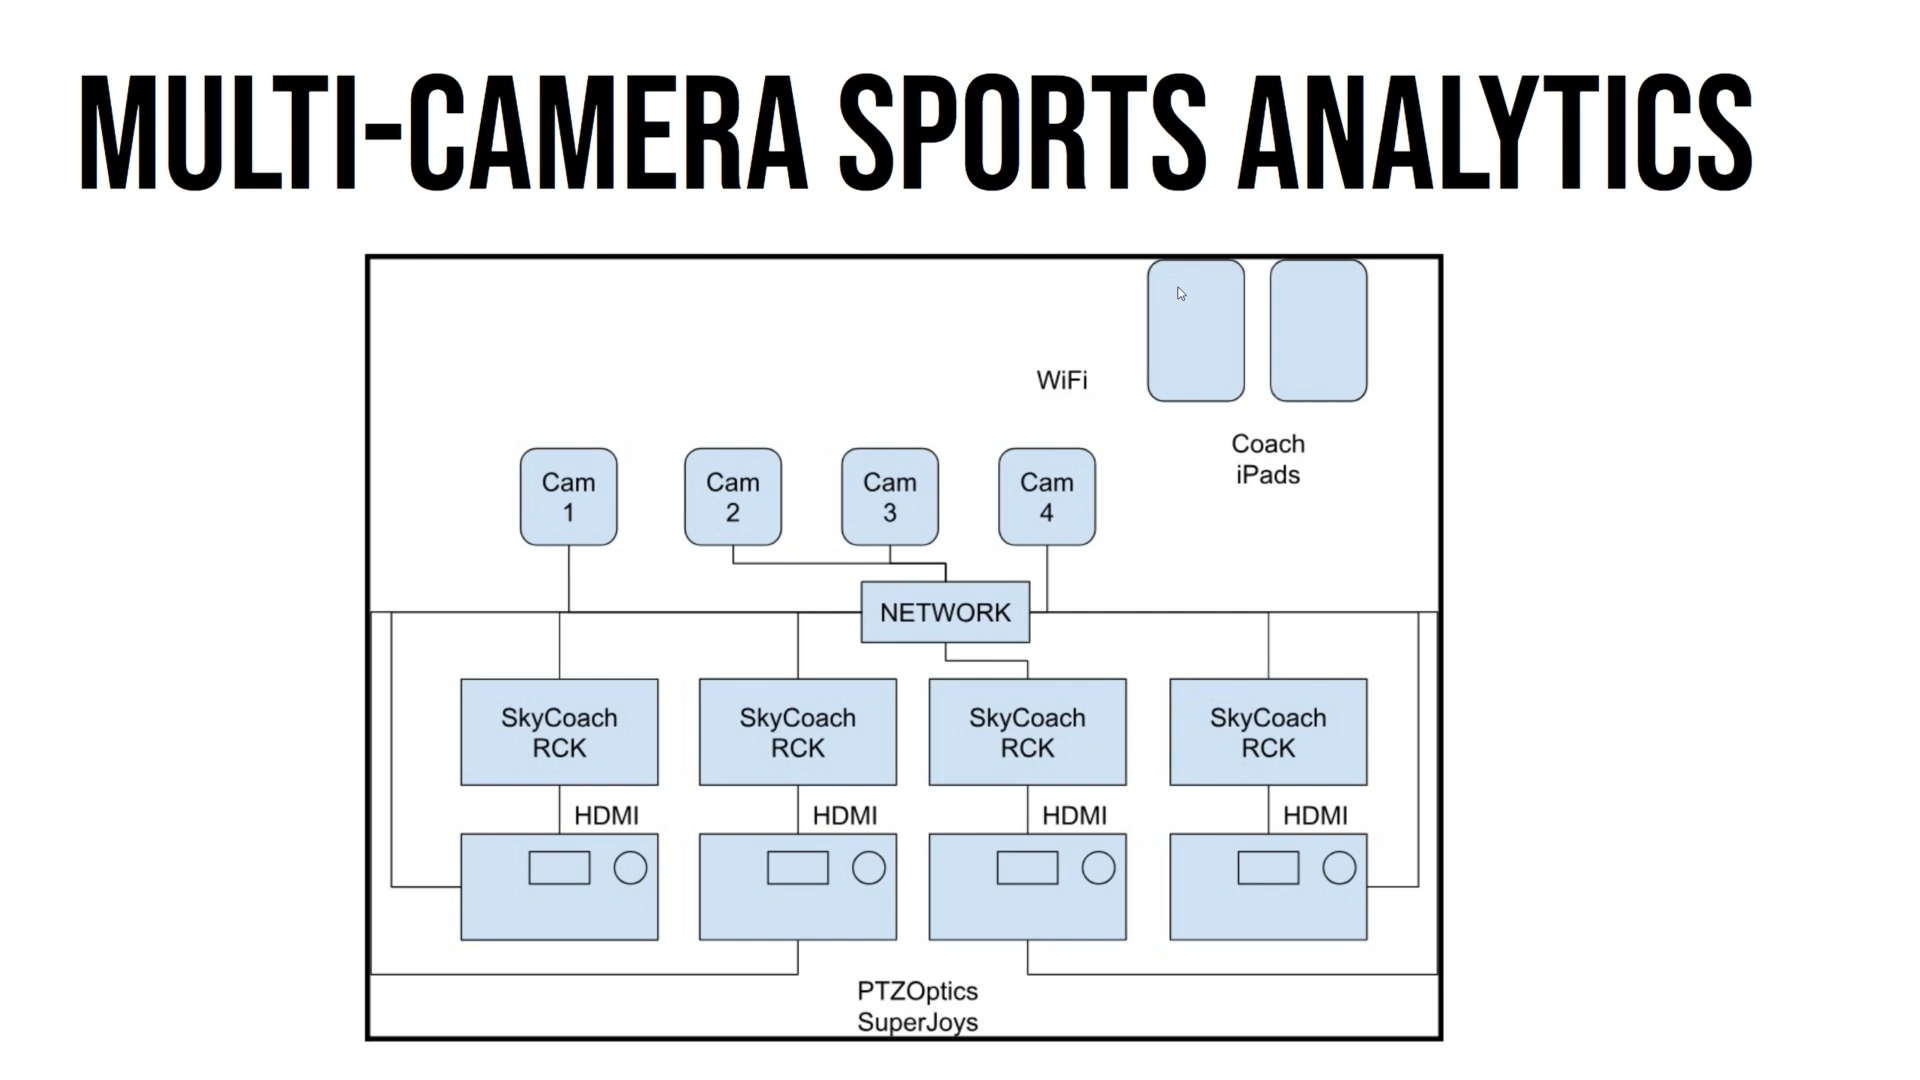 MULTI-CAMERA SPORTS ANALYTICS
WiFi
Coach
iPads
Cam
1
Cam
2
Cam
3
Cam
4
NETWORK
SkyCoach
RCK
SkyCoach
RCK
SkyCoach
RCK
SkyCoach
RCK
HDMI
HDMI
HDMI
HDMI
PTZOptics
SuperJoys